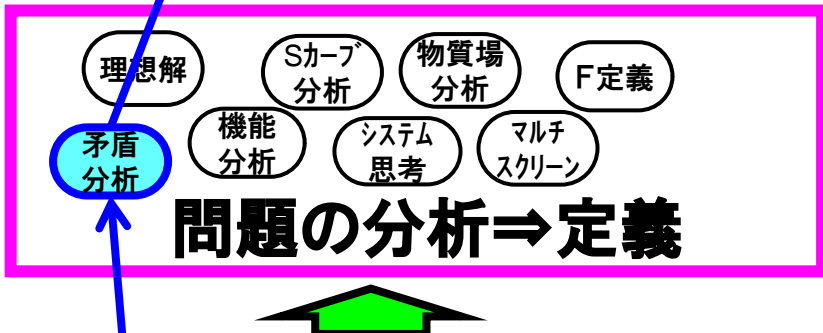 理想解
Sカーブ
分析
物質場
分析
F定義
矛盾
分析
機能
分析
システム
思考
マルチ
スクリーン
問題の分析⇒定義